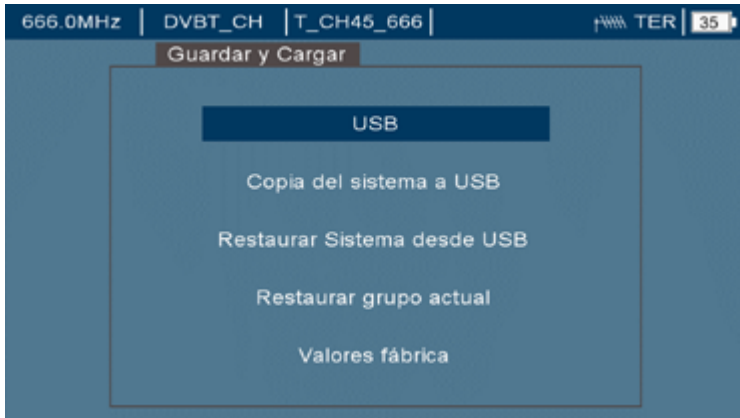 666.0MHz | DVBT_CH | T_CH45_666 | TER | 35
Guardar y Cargar
USB
Copia del sistema a USB
Restaurar Sistema desde USB
Restaurar grupo actual
Valores fábrica